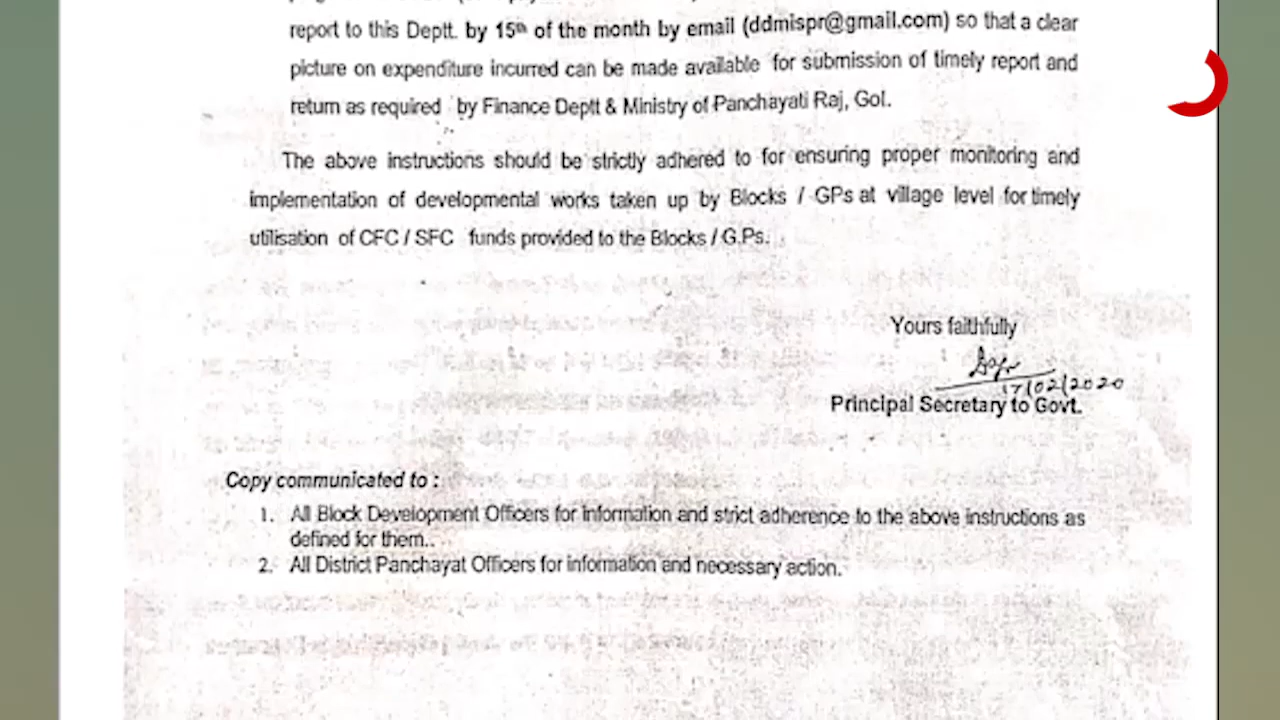 report to this Deptt. by 15th of the month by email (ddmispr@gmail.com) so that a clear
picture on expenditure incurred can be made available for submission of timely report and
return as required by Finance Deptt & Ministry of Panchayati Raj, GoI.
The above instructions should be strictly adhered to for ensuring proper monitoring and
implementation of developmental works taken up by Blocks / GPs at village level for timely
utilisation of CFC / SFC funds provided to the Blocks / G.Ps.
Yours faithfully
17/02/2020
Principal Secretary to Govt.
Copy communicated to :
1. All Block Development Officers for information and strict adherence to the above instructions as
defined for them..
2. All District Panchayat Officers for information and necessary action.